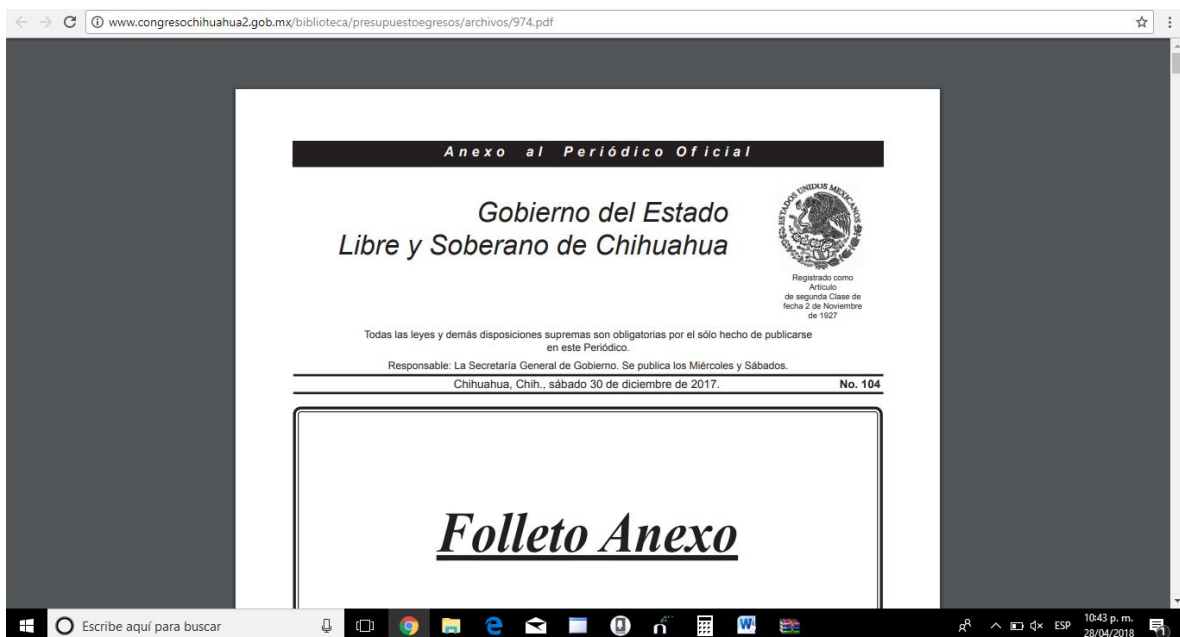 www.congresochihuahua2.gob.mx/biblioteca/presupuestoegresos/archivos/974.pdf
Anexo al Periódico Oficial
Gobierno del Estado
Libre y Soberano de Chihuahua
ESTADOS UNIDOS MEXICANOS
Registrado como
Artículo
de segunda Clase de
fecha 2 de Noviembre
de 1927
Todas las leyes y demás disposiciones supremas son obligatorias por el sólo hecho de publicarse
en este Periódico.
Responsable: La Secretaría General de Gobierno. Se publica los Miércoles y Sábados.
Chihuahua, Chih., sábado 30 de diciembre de 2017. No. 104
Folleto Anexo
Escribe aquí para buscar
ESP
10:43 p. m.
28/04/2018